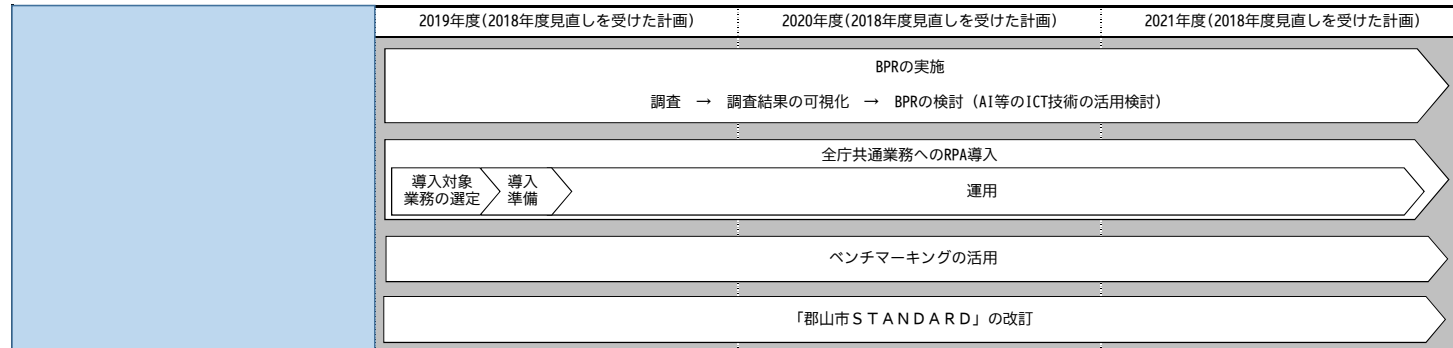 2019年度(2018年度見直しを受けた計画)
2020年度(2018年度見直しを受けた計画)
2021年度(2018年度見直しを受けた計画)
BPRの実施
調査 → 調査結果の可視化 → BPRの検討（AI等のICT技術の活用検討）
全庁共通業務へのRPA導入
導入対象
業務の選定
導入
準備
運用
ベンチマーキングの活用
「郡山市ＳＴＡＮＤＡＲＤ」の改訂